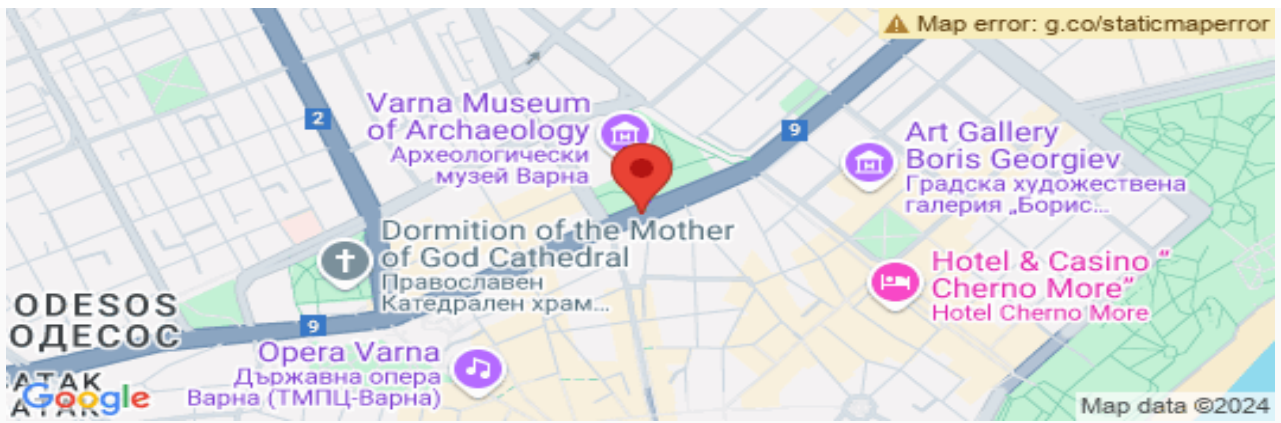 Map error: g.co/staticmaperror
2
Varna Museum
of Archaeology
Археологически
музей Варна
9
Art Gallery
Boris Georgiev
Градска художествена
галерия „Борис...
Dormition of the Mother
of God Cathedral
Православен
Катедрален храм...
Hotel & Casino “
Cherno More”
Hotel Cherno More
ODESOS
ОДЕСОС
9
Opera Varna
Държавна опера
Варна (ТМПЦ-Варна)
Google
Map data ©2024